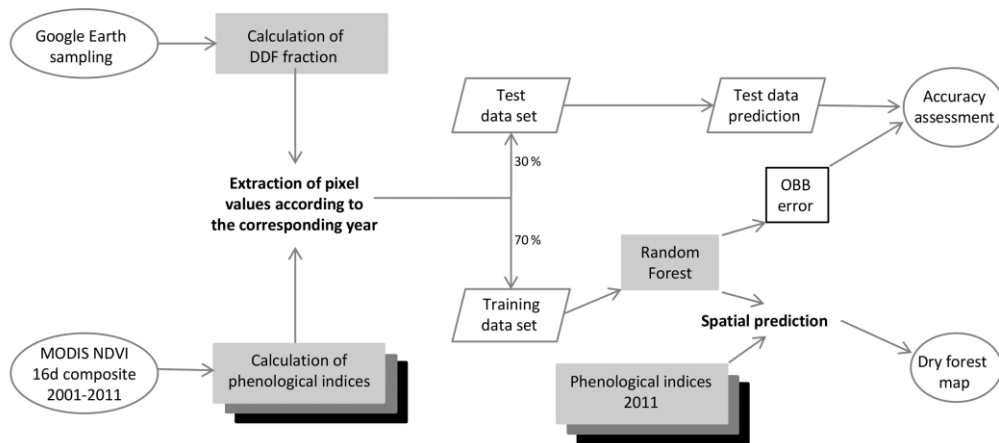 Google Earth
sampling
Calculation of
DDF fraction
Test
data set
Test data
prediction
Accuracy
assessment
30 %
Extraction of pixel
values according to
the corresponding year
OBB
error
70 %
Random
Forest
Training
data set
Spatial prediction
MODIS NDVI
16d composite
2001-2011
Calculation of
phenological indices
Phenological indices
2011
Dry forest
map